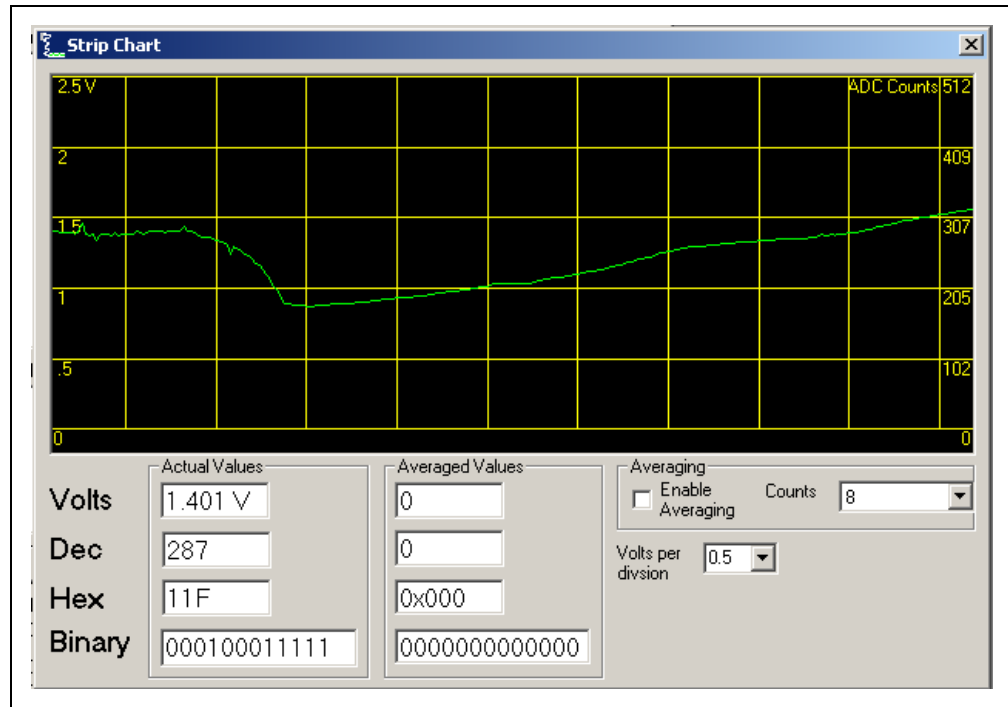 Strip Chart
2.5 V
ADC Counts 512
2
409
1.5
307
1
205
.5
102
0
0
Actual Values
Averaged Values
Averaging
Volts
1.401 V
0
Enable
Averaging
Counts
8
Dec
287
0
Volts per
divsion
0.5
Hex
11F
0x000
Binary
000100011111
0000000000000